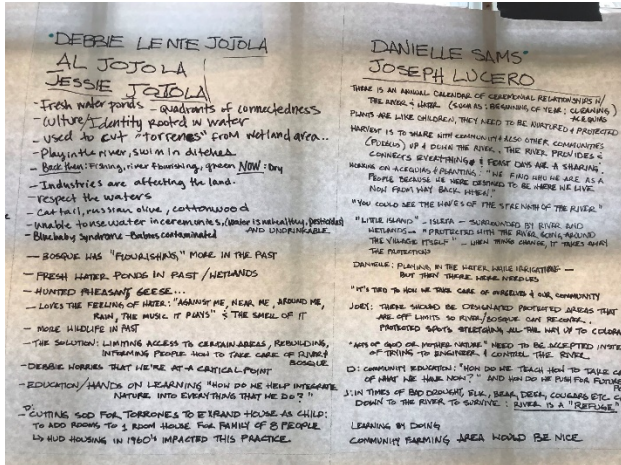 DEBBIE LENTE JOJOLA
AL JOJOLA
JESSIE JOJOLA
- Fresh water ponds - Quadrants of connectedness
- Culture/Identity Rooted in water
- used to cut "torrenes" from wetland area...
- Play in the river, swim in ditches
- Back then: Fishing, river flourishing, green NOW: Dry
- Industries are affecting the land.
- respect the waters
- Cattail, russian olive, cottonwood
- Unable to use water in ceremonies, (water is unhealthy, pesticides)
AND UNDRINKABLE
- Bluebaby Syndrome - Babies contaminated
- BOSQUE WAS "FLOURISHING" MORE IN THE PAST
- FRESH WATER PONDS IN PAST / WETLANDS
- HUNTED PHEASANT, GEESE...
- LOVES THE FEELING OF WATER: "AGAINST ME, NEAR ME, AROUND ME,
RAIN, THE MUSIC IT PLAYS" & THE SMELL OF IT
- MORE WILDLIFE IN PAST
- THE SOLUTION: LIMITING ACCESS TO CERTAIN AREAS, REBUILDING,
INFORMING PEOPLE HOW TO TAKE CARE OF RIVER &
BOSQUE
- DEBBIE WORRIES THAT WE'RE AT A CRITICAL POINT
- EDUCATION/HANDS ON LEARNING "HOW DO WE HELP INTEGRATE
NATURE INTO EVERYTHING THAT WE DO?"
- D: CUTTING SOD FOR TORRONES TO EXPAND HOUSE AS CHILD:
TO ADD ROOMS TO 1 ROOM HOUSE FOR FAMILY OF 8 PEOPLE
↳ HUD HOUSING IN 1960'S IMPACTED THIS PRACTICE.
DANIELLE SAMS
JOSEPH LUCERO
THERE IS AN ANNUAL CALENDAR OF CEREMONIAL RELATIONSHIPS W/
THE RIVER & WATER (SUCH AS: BEGINNING OF YEAR: CLEANING)
ACEQUIAS
PLANTS ARE LIKE CHILDREN, THEY NEED TO BE NURTURED & PROTECTED
HARVEST IS TO SHARE WITH COMMUNITY & ALSO OTHER COMMUNITIES
(PUEBLOS) UP & DOWN THE RIVER. THE RIVER PROVIDES &
CONNECTS EVERYTHING & FEAST DAYS ARE A SHARING.
WORKING ON ACEQUIAS & PLANTING: "WE FIND WHO WE ARE AS A
PEOPLE BECAUSE WE WERE DESTINED TO BE WHERE WE LIVE
NOW FROM WAY BACK WHEN."
"YOU COULD SEE THE WAVES OF THE STRENGTH OF THE RIVER"
"LITTLE ISLAND" - ISLETA - SURROUNDED BY RIVER AND
WETLANDS - "PROTECTED WITH THE RIVER GOING AROUND
THE VILLAGE ITSELF" - WHEN THINGS CHANGE, IT TAKES AWAY
THE PROTECTION
DANIELLE: PLAYING IN THE WATER WHILE IRRIGATING -
BUT THEN THERE WERE NEEDLES
"IT'S TIED TO HOW WE TAKE CARE OF OURSELVES & OUR COMMUNITY
JOEY: THERE SHOULD BE DESIGNATED PROTECTED AREAS THAT
ARE OFF LIMITS SO RIVER/BOSQUE CAN RECOVER.
PROTECTED SPOTS STRETCHING ALL THE WAY UP TO COLORA
"ACTS OF GOD OR MOTHER NATURE" NEED TO BE ACCEPTED INSTE
OF TRYING TO ENGINEER & CONTROL THE RIVER
D: COMMUNITY EDUCATION: "HOW DO WE TEACH HOW TO TAKE CA
OF WHAT WE HAVE NOW?" AND HOW DO WE PUSH FOR FUTURE
J: IN TIMES OF BAD DROUGHT, ELK, BEAR, DEER, COUGARS ETC C
DOWN TO THE RIVER TO SURVIVE: RIVER IS A "REFUGE"
LEARNING BY DOING
COMMUNITY FARMING AREA WOULD BE NICE